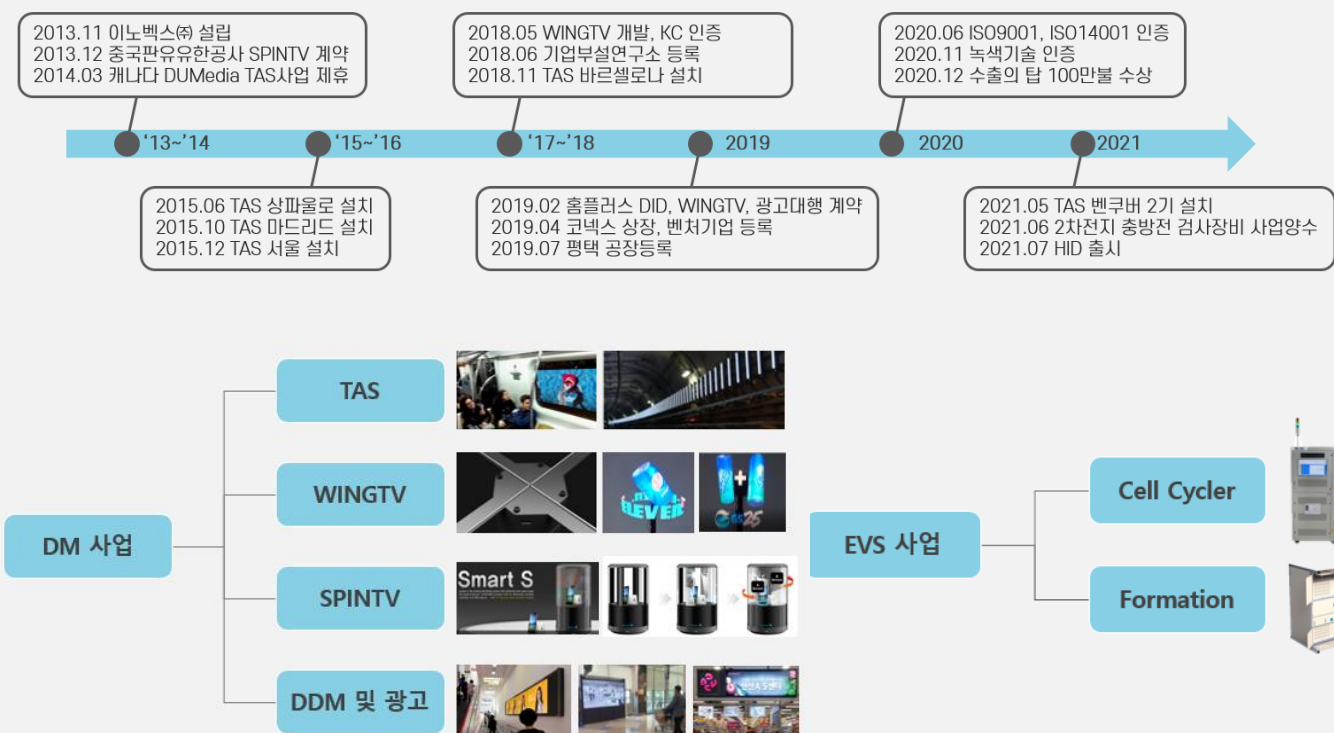 2013.11 이노벡스㈜ 설립
2013.12 중국판유유한공사 SPINTV 계약
2014.03 캐나다 DUMedia TAS사업 제휴
2018.05 WINGTV 개발, KC 인증
2018.06 기업부설연구소 등록
2018.11 TAS 바르셀로나 설치
2020.06 ISO9001, ISO14001 인증
2020.11 녹색기술 인증
2020.12 수출의 탑 100만불 수상
‘13~’14
‘15~’16
‘17~’18
2019
2020
2021
2015.06 TAS 상파울로 설치
2015.10 TAS 마드리드 설치
2015.12 TAS 서울 설치
2019.02 홈플러스 DID, WINGTV, 광고대행 계약
2019.04 코넥스 상장, 벤처기업 등록
2019.07 평택 공장등록
2021.05 TAS 벤쿠버 2기 설치
2021.06 2차전지 충방전 검사장비 사업양수
2021.07 HID 출시
DM 사업
TAS
WINGTV
ELEVEN
GS25
SPINTV
Smart S
DDM 및 광고
EVS 사업
Cell Cycler
Formation